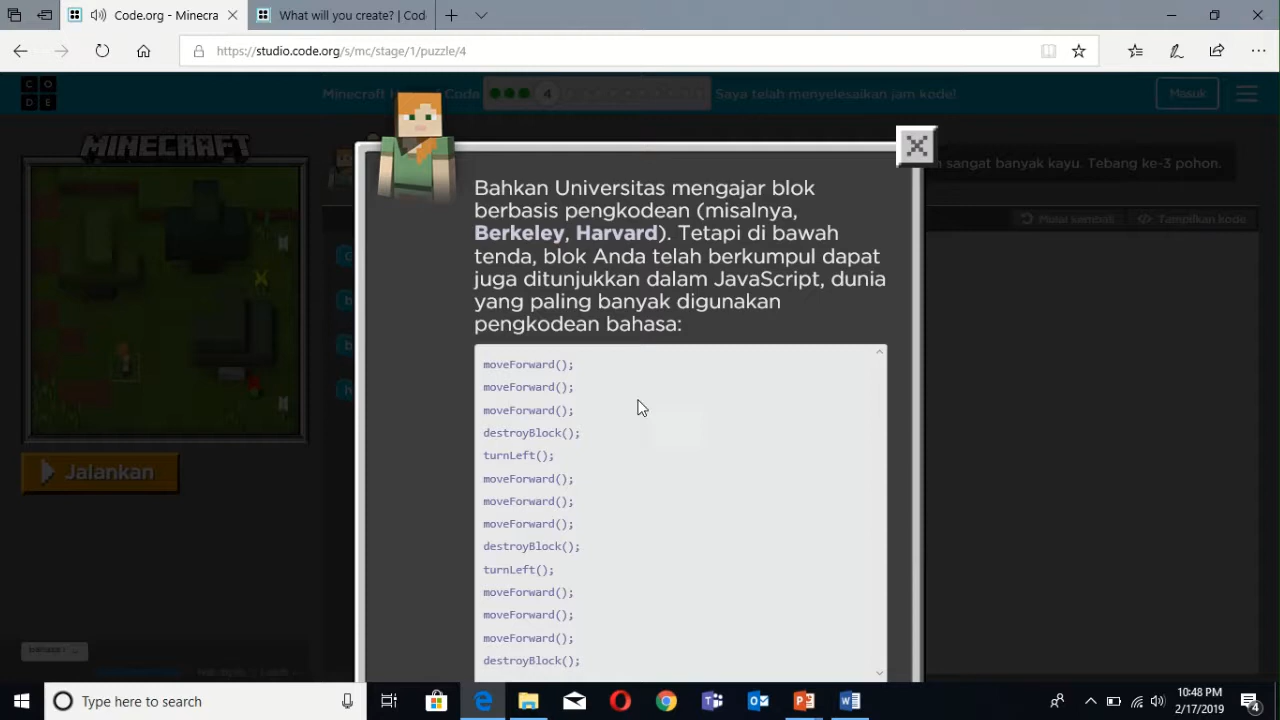 Code.org - Minecra
What will you create? | Cod
https://studio.code.org/s/mc/stage/1/puzzle/4
C O
D E
Minecraft
Code
4
Saya telah menyelesaikan jam kode!
Masuk
MINECRAFT
sangat banyak kayu. Tebang ke-3 pohon.
Mulai kembali
Tampilkan kode
Bahkan Universitas mengajar blok
berbasis pengkodean (misalnya,
Berkeley, Harvard). Tetapi di bawah
tenda, blok Anda telah berkumpul dapat
juga ditunjukkan dalam JavaScript, dunia
yang paling banyak digunakan
pengkodean bahasa:
moveForward();
moveForward();
moveForward();
destroyBlock();
turnLeft();
moveForward();
moveForward();
moveForward();
destroyBlock();
turnLeft();
moveForward();
moveForward();
moveForward();
destroyBlock();
Jalankan
Type here to search
2/17/2019
4